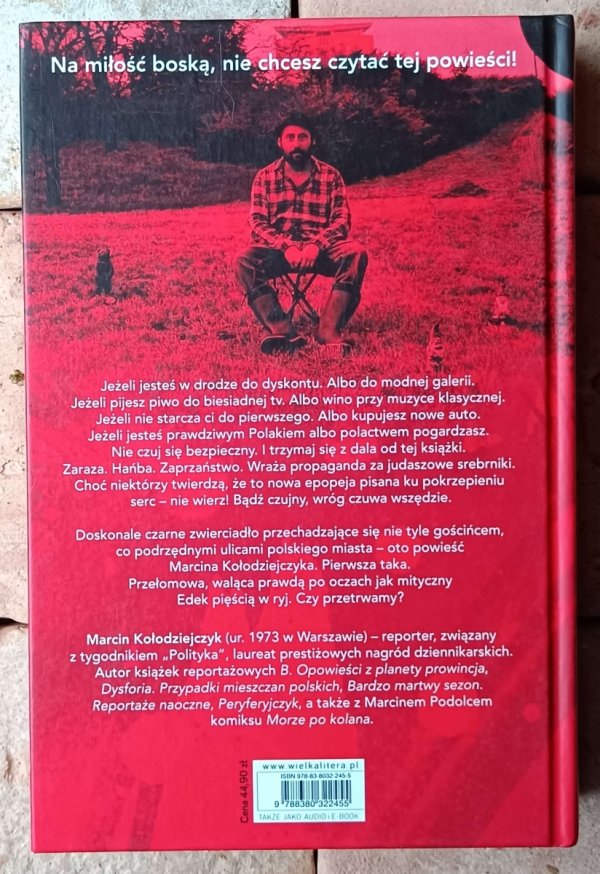 Na miłość boską, nie chcesz czytać tej powieści!
Jeżeli jesteś w drodze do dyskontu. Albo do modnej galerii.
Jeżeli pijesz piwo do biesiadnej tv. Albo wino przy muzyce klasycznej.
Jeżeli nie starcza ci do pierwszego. Albo kupujesz nowe auto.
Jeżeli jesteś prawdziwym Polakiem albo polactwem pogardzasz.
Nie czuj się bezpieczny. I trzymaj się z dala od tej książki.
Zaraza. Hańba. Zaprzaństwo. Wraża propaganda za judaszowe srebrniki.
Choć niektórzy twierdzą, że to nowa epopeja pisana ku pokrzepieniu
serc – nie wierz! Bądź czujny, wróg czuwa wszędzie.
Doskonale czarne zwierciadło przechadzające się nie tyle gościńcem,
co podrzędnymi ulicami polskiego miasta – oto powieść
Marcina Kołodziejczyka. Pierwsza taka.
Przełomowa, waląca prawdą po oczach jak mityczny
Edek pięścią w ryj. Czy przetrwamy?
Marcin Kołodziejczyk (ur. 1973 w Warszawie) – reporter, związany
z tygodnikiem „Polityka”, laureat prestiżowych nagród dziennikarskich.
Autor książek reportażowych B. Opowieści z planety prowincja,
Dysforia. Przypadki mieszczan polskich, Bardzo martwy sezon.
Reportaże naoczne, Peryferyjczyk, a także z Marcinem Podolcem
komiksu Morze po kolana.
Cena 44,90 zł
www.wielkalitera.pl
ISBN 978-83-8032-245-5
9 788380 322455
TAKŻE JAKO AUDIO i E-BOOK